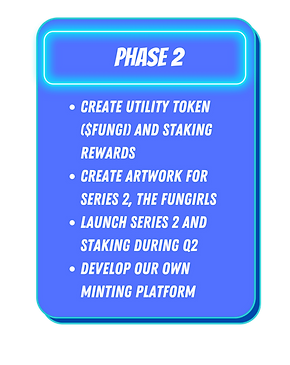 PHASE 2
• CREATE UTILITY TOKEN
($FUNGI) AND STAKING
REWARDS
• CREATE ARTWORK FOR
SERIES 2, THE FUNGIRLS
• LAUNCH SERIES 2 AND
STAKING DURING Q2
• DEVELOP OUR OWN
MINTING PLATFORM